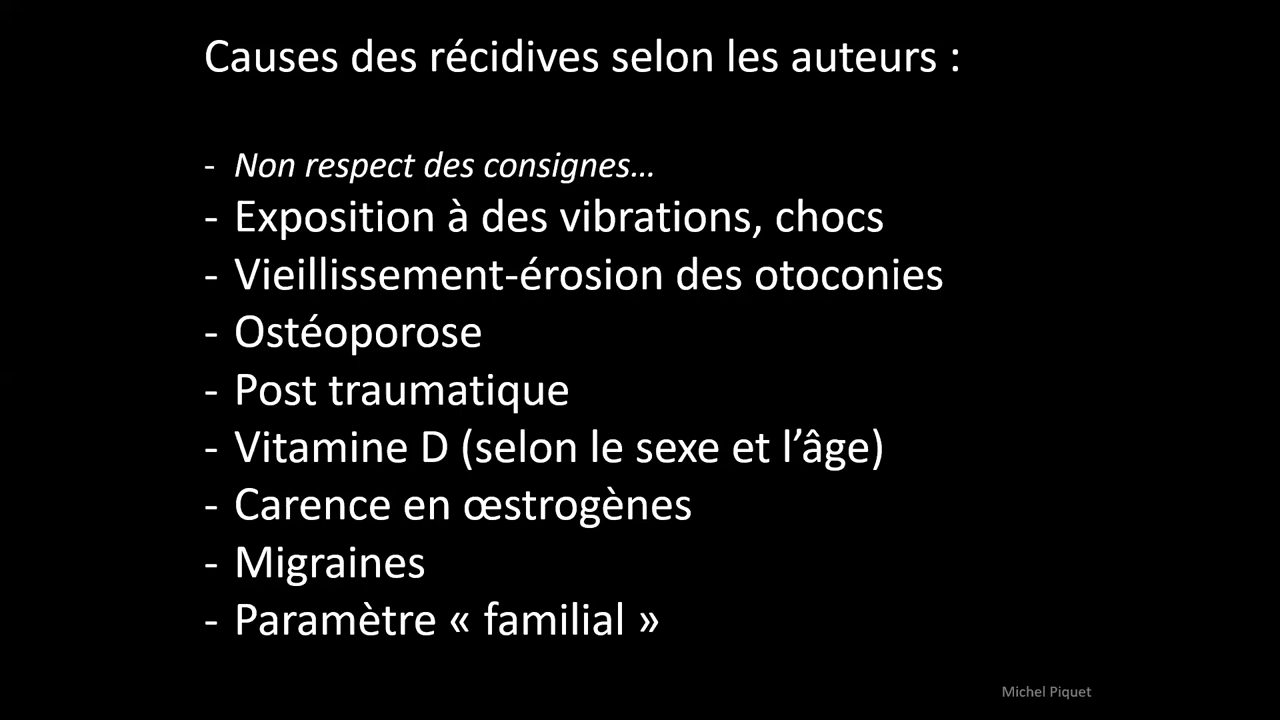 Causes des récidives selon les auteurs :
- Non respect des consignes…
- Exposition à des vibrations, chocs
- Vieillissement-érosion des otoconies
- Ostéoporose
- Post traumatique
- Vitamine D (selon le sexe et l’âge)
- Carence en œstrogènes
- Migraines
- Paramètre « familial »
Michel Piquet